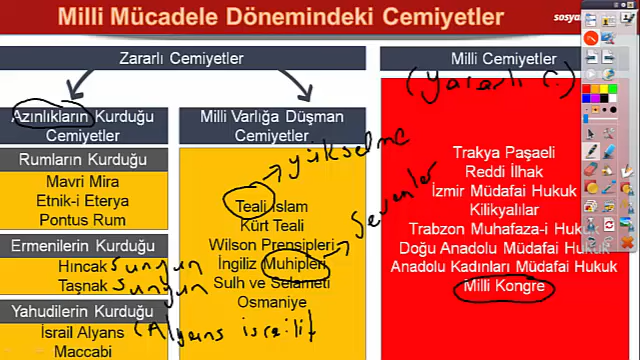 Milli Mücadele Dönemindeki Cemiyetler
sosya
Zararlı Cemiyetler
Azınlıkların Kurduğu
Cemiyetler
Rumların Kurduğu
Mavri Mira
Etnik-i Eterya
Pontus Rum
Ermenilerin Kurduğu
Hıncak sungun
Taşnak sungun
Yahudilerin Kurduğu
İsrail Alyans (Alyans israilit
Maccabi
Milli Varlığa Düşman
Cemiyetler
yükselme
Teali İslam
Kürt Teali
Wilson Prensipleri
İngiliz Muhipleri
Sevenler
Sulh ve Selameti
Osmaniye
Milli Cemiyetler
(Yararlı C.)
Trakya Paşaeli
Reddi İlhak
İzmir Müdafai Hukuk
Kilikyalılar
Trabzon Muhafaza-i Huk
Doğu Anadolu Müdafai Hukuk
Anadolu Kadınları Müdafai Hukuk
Milli Kongre